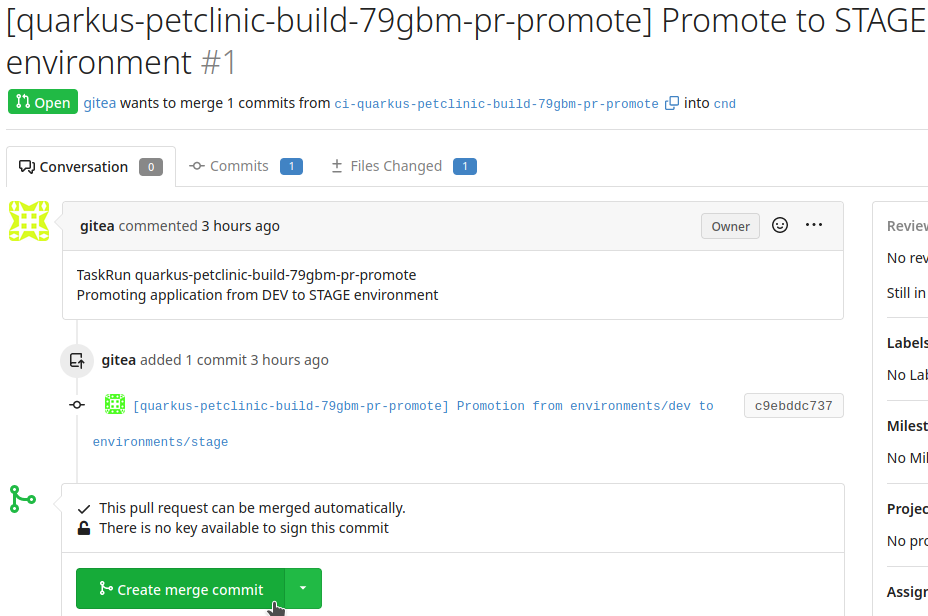 [quarkus-petclinic-build-79gbm-pr-promote] Promote to STAGE
environment #1
Open gitea wants to merge 1 commits from ci-quarkus-petclinic-build-79gbm-pr-promote into cnd
Conversation 0 Commits 1 Files Changed 1
gitea commented 3 hours ago Owner
TaskRun quarkus-petclinic-build-79gbm-pr-promote
Promoting application from DEV to STAGE environment
gitea added 1 commit 3 hours ago
[quarkus-petclinic-build-79gbm-pr-promote] Promotion from environments/dev to c9ebddc737
environments/stage
This pull request can be merged automatically.
There is no key available to sign this commit
Create merge commit
Review
No rev
Still in
Labels
No Lab
Milest
No Mil
Projec
No pro
Assign